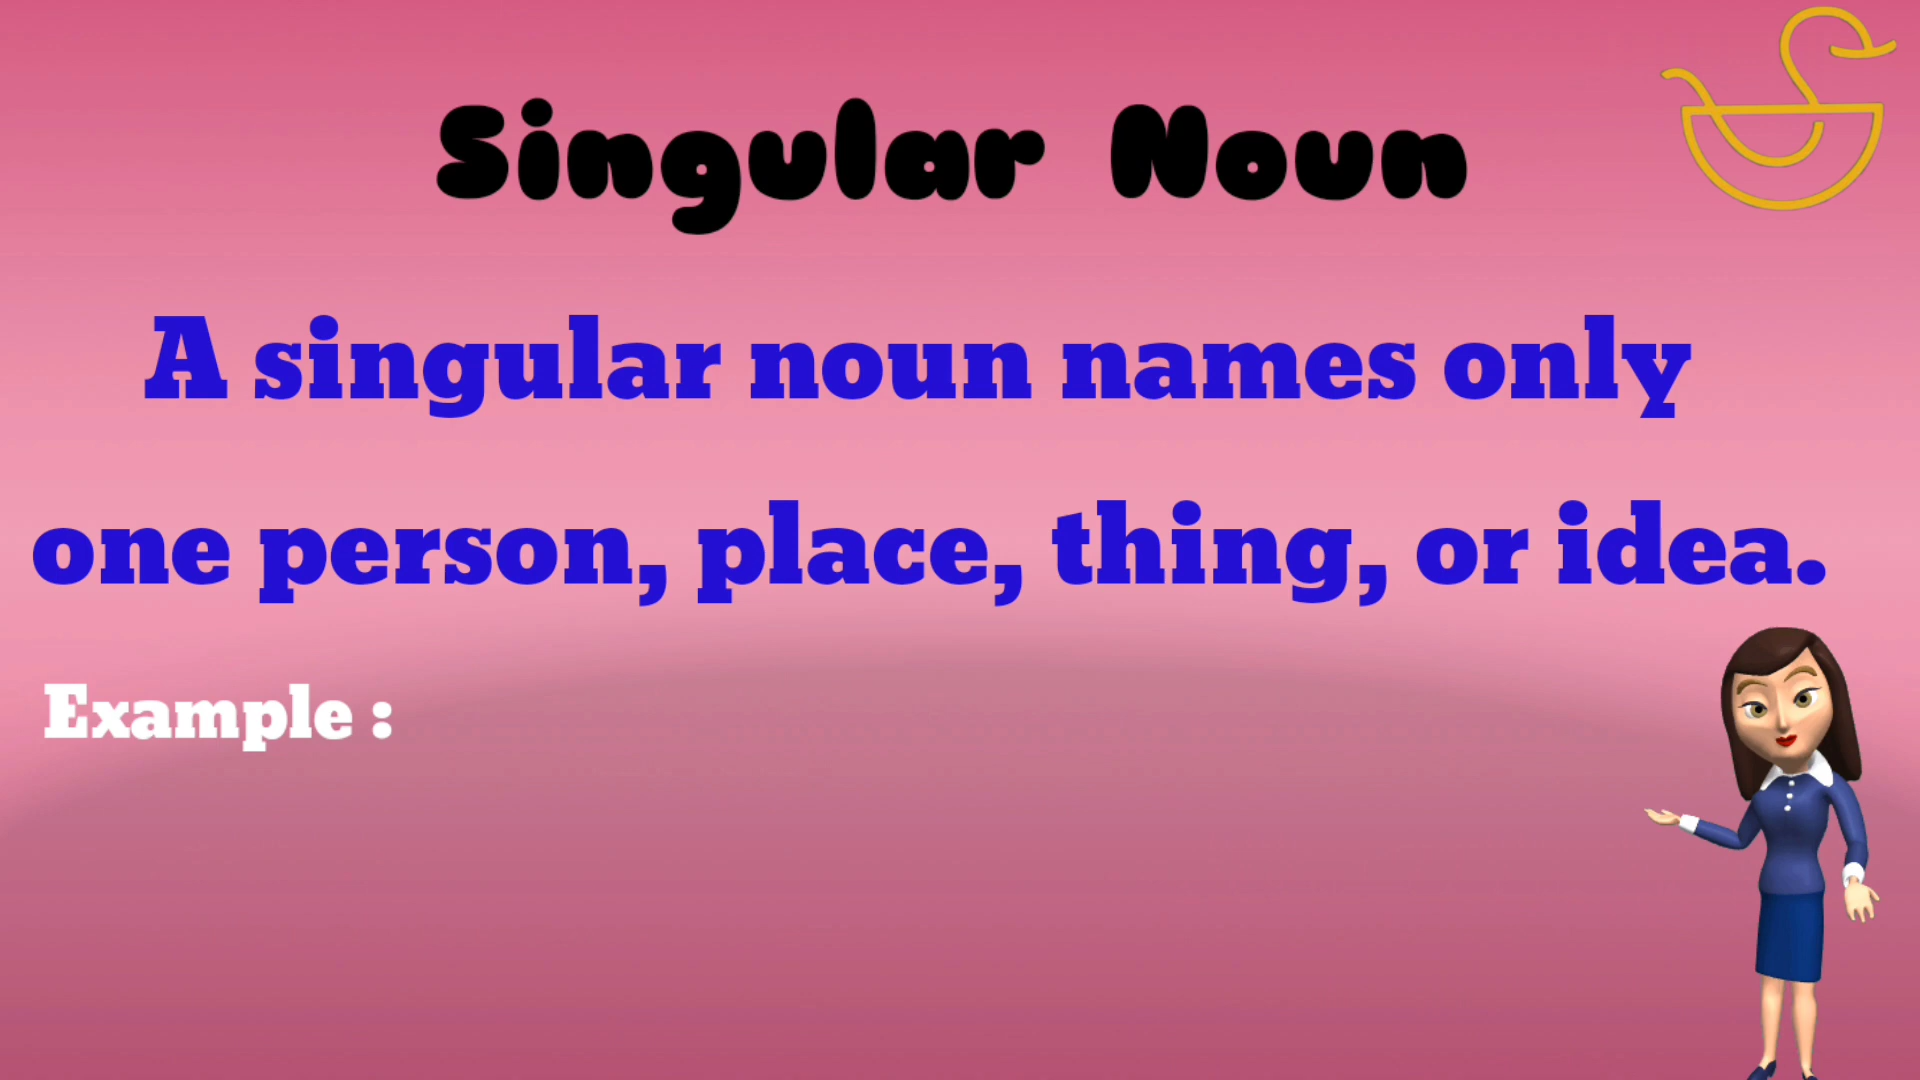 Singular Noun
A singular noun names only
one person, place, thing, or idea.
Example :